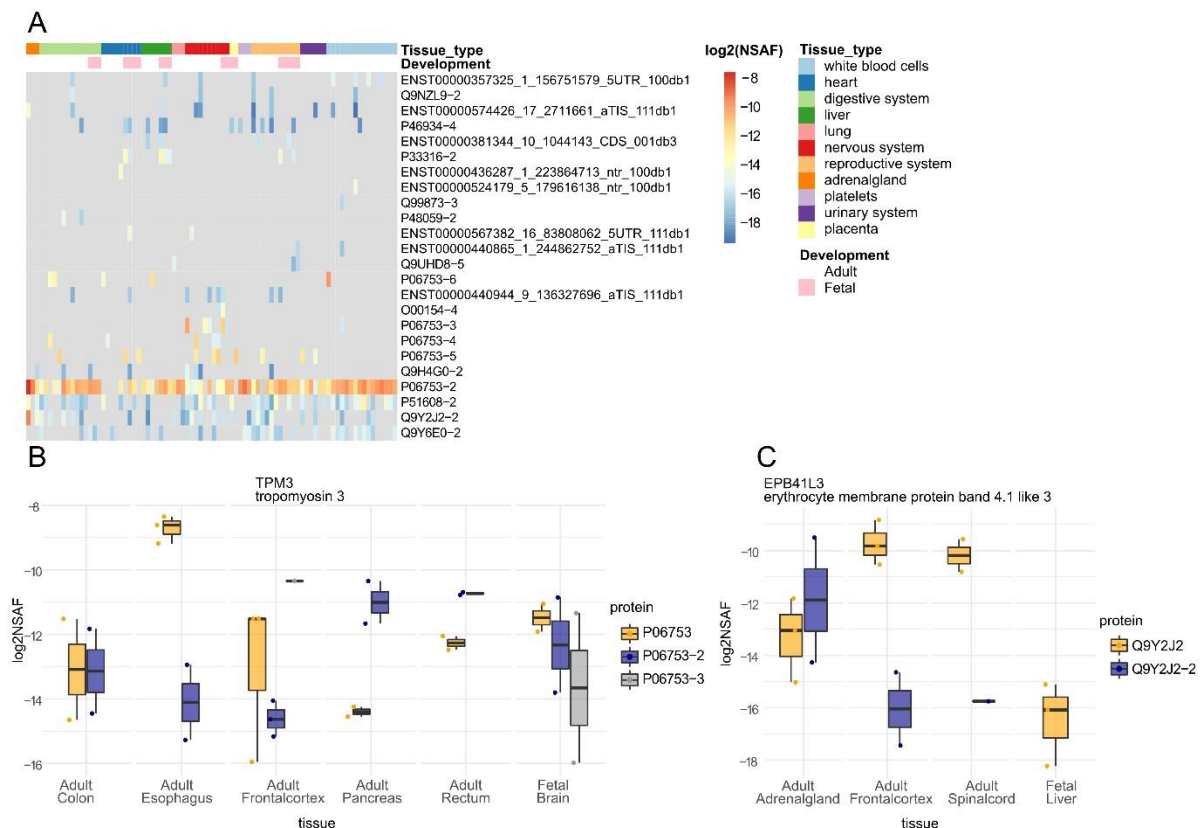 A
Tissue_type
Development
ENST00000357325_1_156751579_5UTR_100db1
Q9NZL9−2
ENST00000574426_17_2711661_aTIS_111db1
P46934−4
ENST00000381344_10_1044143_CDS_001db3
P33316−2
ENST00000436287_1_223864713_ntr_100db1
ENST00000524179_5_179616138_ntr_100db1
Q99873−3
P48059−2
ENST00000567382_16_83808062_5UTR_111db1
ENST00000440865_1_244862752_aTIS_111db1
Q9UHD8−5
P06753−6
ENST00000440944_9_136327696_aTIS_111db1
O00154−4
P06753−3
P06753−4
P06753−5
Q9H4G0−2
P06753−2
P51608−2
Q9Y2J2−2
Q9Y6E0−2
log2(NSAF)
−8
−10
−12
−14
−16
−18
Tissue_type
white blood cells
heart
digestive system
liver
lung
nervous system
reproductive system
adrenalgland
platelets
urinary system
placenta
Development
Adult
Fetal
B
TPM3
tropomyosin 3
log2NSAF
−8
−10
−12
−14
−16
Adult
Colon
Adult
Esophagus
Adult
Frontalcortex
Adult
Pancreas
Adult
Rectum
Fetal
Brain
tissue
protein
P06753
P06753−2
P06753−3
C
EPB41L3
erythrocyte membrane protein band 4.1 like 3
log2NSAF
−10
−12
−14
−16
−18
Adult
Adrenalgland
Adult
Frontalcortex
Adult
Spinalcord
Fetal
Liver
tissue
protein
Q9Y2J2
Q9Y2J2−2